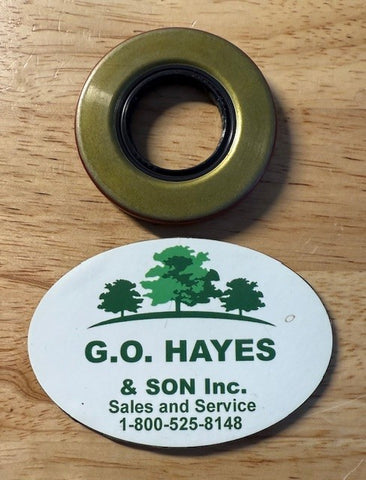 G.O. HAYES
& SON Inc.
Sales and Service
1-800-525-8148